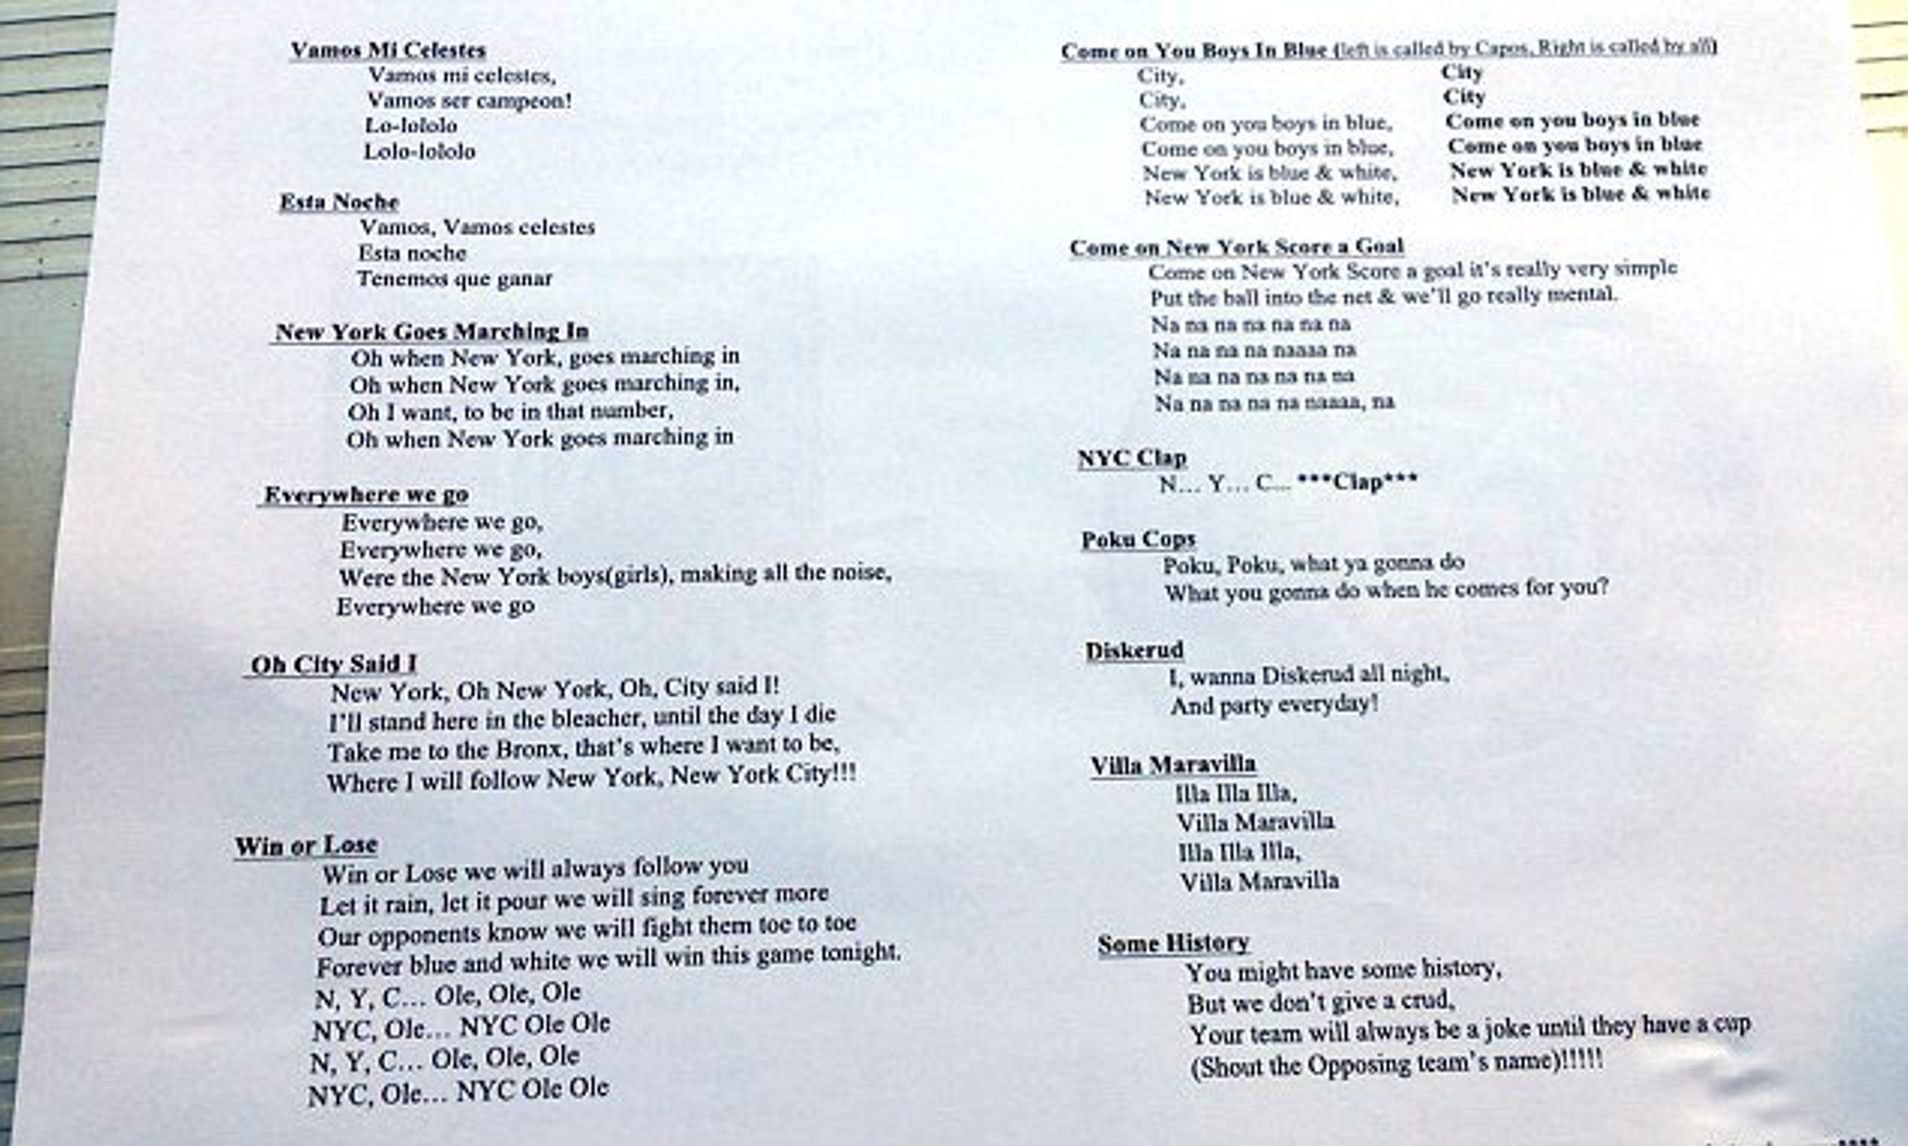 Vamos Mi Celestes
Vamos mi celestes,
Vamos ser campeon!
Lo-lololo
Lolo-lololo
Esta Noche
Vamos, Vamos celestes
Esta noche
Tenemos que ganar
New York Goes Marching In
Oh when New York, goes marching in
Oh when New York goes marching in,
Oh I want, to be in that number,
Oh when New York goes marching in
Everywhere we go
Everywhere we go,
Everywhere we go,
Were the New York boys(girls), making all the noise,
Everywhere we go
Oh City Said I
New York, Oh New York, Oh, City said I!
I'll stand here in the bleacher, until the day I die
Take me to the Bronx, that's where I want to be,
Where I will follow New York, New York City!!!
Win or Lose
Win or Lose we will always follow you
Let it rain, let it pour we will sing forever more
Our opponents know we will fight them toe to toe
Forever blue and white we will win this game tonight.
N, Y, C... Ole, Ole, Ole
NYC, Ole... NYC Ole Ole
N, Y, C... Ole, Ole, Ole
NYC, Ole... NYC Ole Ole
Come on You Boys In Blue (left is called by Capos, Right is called by all)
City, City
City, City
Come on you boys in blue, Come on you boys in blue
Come on you boys in blue, Come on you boys in blue
New York is blue & white, New York is blue & white
New York is blue & white, New York is blue & white
Come on New York Score a Goal
Come on New York Score a goal it's really very simple
Put the ball into the net & we'll go really mental.
Na na na na na na na
Na na na na naaaa na
Na na na na na na na
Na na na na na naaaa, na
NYC Clap
N... Y... C... ***Clap***
Poku Cops
Poku, Poku, what ya gonna do
What you gonna do when he comes for you?
Diskerud
I, wanna Diskerud all night,
And party everyday!
Villa Maravilla
Illa Illa Illa,
Villa Maravilla
Illa Illa Illa,
Villa Maravilla
Some History
You might have some history,
But we don't give a crud,
Your team will always be a joke until they have a cup
(Shout the Opposing team's name)!!!!!